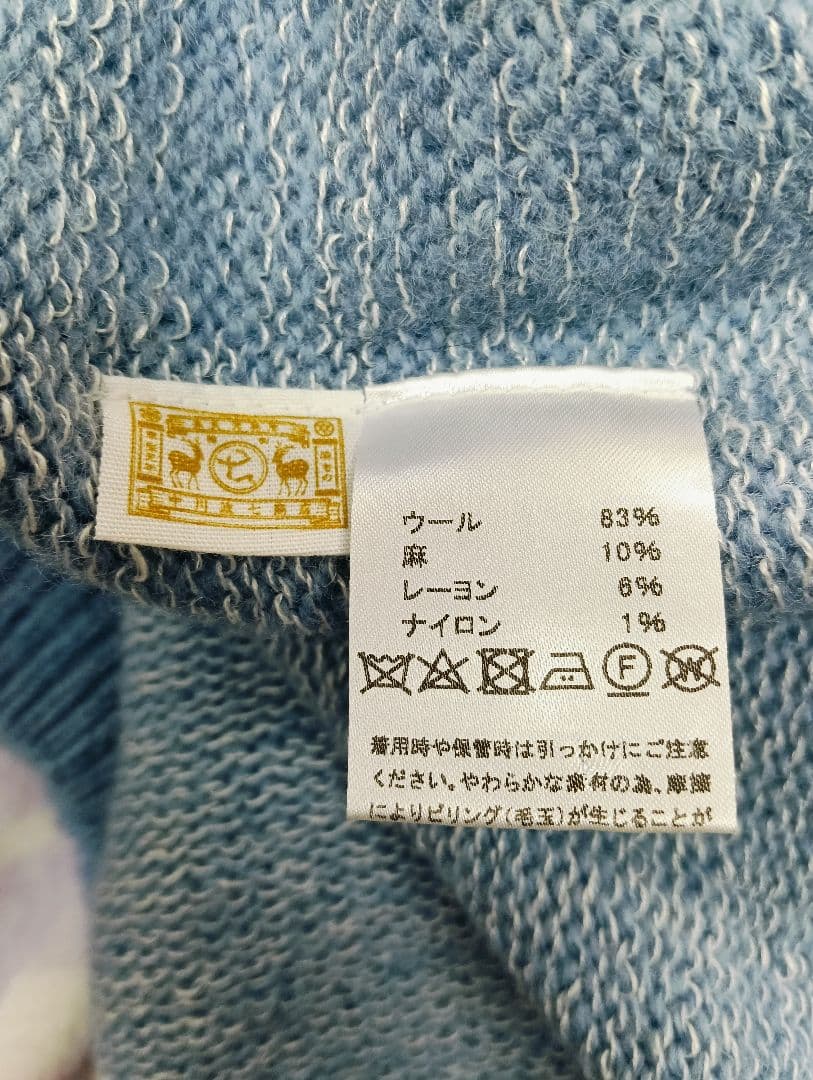 七
ウール 83%
麻 10%
レーヨン 6%
ナイロン 1%
F W
着用時や保管時は引っかけにご注意
ください。やわらかな素材の為、摩擦
によりピリング(毛玉)が生じることが